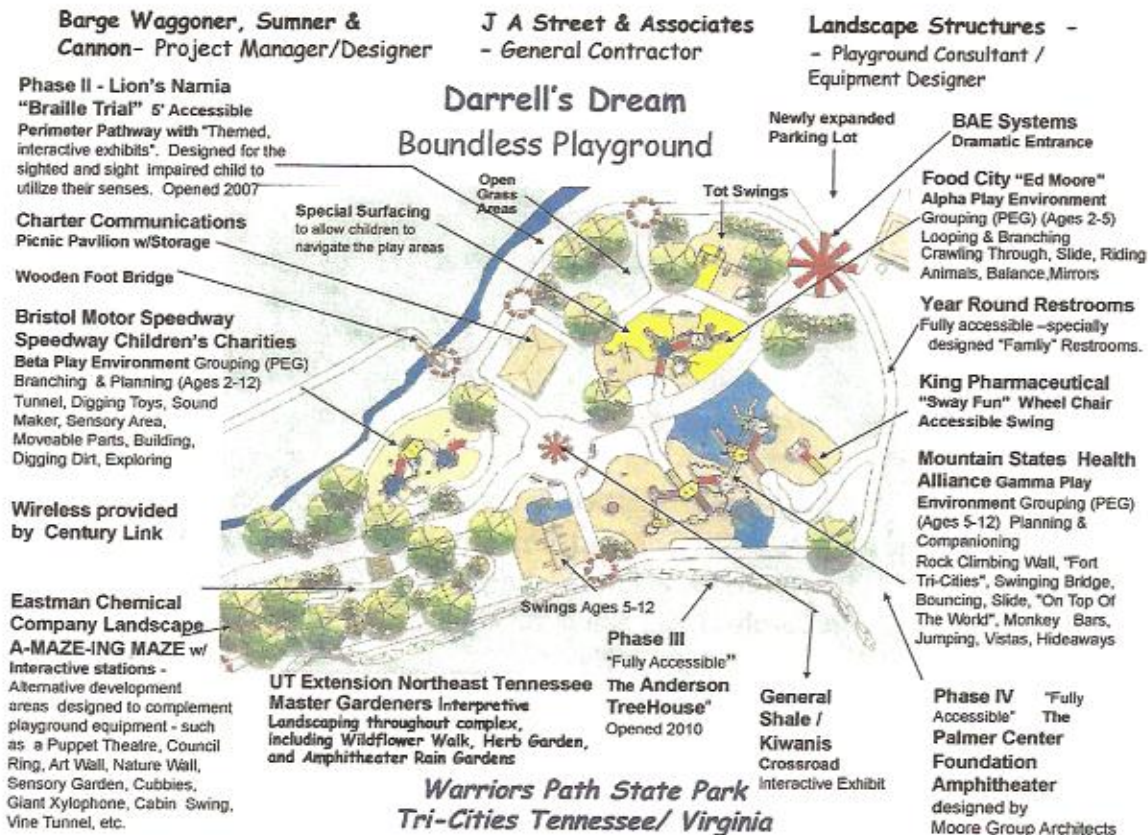 Barge Waggoner, Sumner &
Cannon- Project Manager/Designer
J A Street & Associates
- General Contractor
Landscape Structures -
- Playground Consultant /
Equipment Designer
Darrell's Dream
Boundless Playground
Phase II - Lion's Narnia
"Braille Trial" 5' Accessible
Perimeter Pathway with "Themed,
interactive exhibits". Designed for the
sighted and sight impaired child to
utilize their senses. Opened 2007
Charter Communications
Picnic Pavilion w/Storage
Wooden Foot Bridge
Bristol Motor Speedway
Speedway Children's Charities
Beta Play Environment Grouping (PEG)
Branching & Planning (Ages 2-12)
Tunnel, Digging Toys, Sound
Maker, Sensory Area,
Moveable Parts, Building,
Digging Dirt, Exploring
Wireless provided
by Century Link
Eastman Chemical
Company Landscape
A-MAZE-ING MAZE w/
Interactive stations -
Alternative development
areas designed to complement
playground equipment - such
as a Puppet Theatre, Council
Ring, Art Wall, Nature Wall,
Sensory Garden, Cubbies,
Giant Xylophone, Cabin Swing,
Vine Tunnel, etc.
Special Surfacing
to allow children to
navigate the play areas
Open
Grass
Areas
Tot Swings
Newly expanded
Parking Lot
BAE Systems
Dramatic Entrance
Food City "Ed Moore"
Alpha Play Environment
Grouping (PEG) (Ages 2-5)
Looping & Branching
Crawling Through, Slide, Riding
Animals, Balance,Mirrors
Year Round Restrooms
Fully accessible -specially
designed "Family" Restrooms.
King Pharmaceutical
"Sway Fun" Wheel Chair
Accessible Swing
Mountain States Health
Alliance Gamma Play
Environment Grouping (PEG)
(Ages 5-12) Planning &
Companioning
Rock Climbing Wall, "Fort
Tri-Cities", Swinging Bridge,
Bouncing, Slide, "On Top Of
The World", Monkey Bars,
Jumping, Vistas, Hideaways
Swings Ages 5-12
UT Extension Northeast Tennessee
Master Gardeners Interpretive
Landscaping throughout complex,
including Wildflower Walk, Herb Garden,
and Amphitheater Rain Gardens
Phase III
"Fully Accessible"
The Anderson
TreeHouse"
Opened 2010
General
Shale /
Kiwanis
Crossroad
Interactive Exhibit
Phase IV "Fully
Accessible" The
Palmer Center
Foundation
Amphitheater
designed by
Moore Group Architects
Warriors Path State Park
Tri-Cities Tennessee/ Virginia